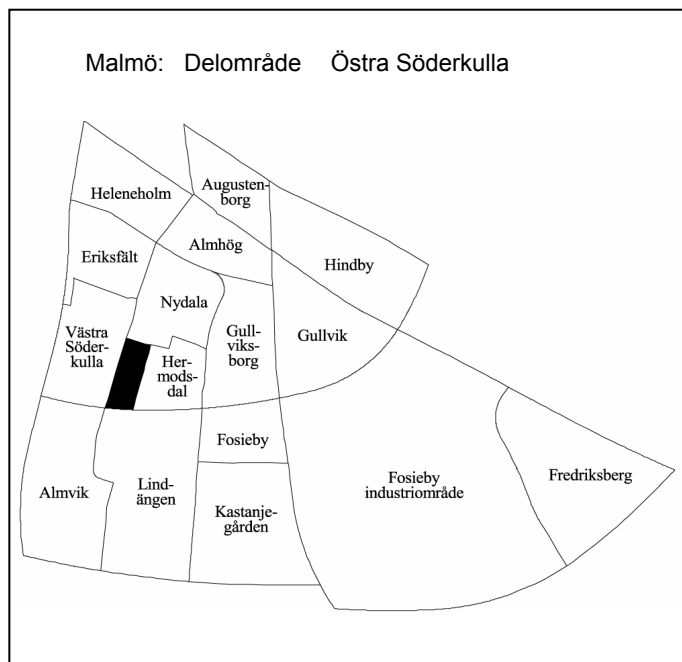 Malmö: Delområde Östra Söderkulla
Heleneholm
Augusten-
borg
Almhög
Eriksfält
Hindby
Nydala
Västra
Söder-
kulla
Gull-
viks-
borg
Gullvik
Her-
mods-
dal
Fosieby
Almvik
Lind-
ängen
Kastanje-
gården
Fosieby
industriområde
Fredriksberg